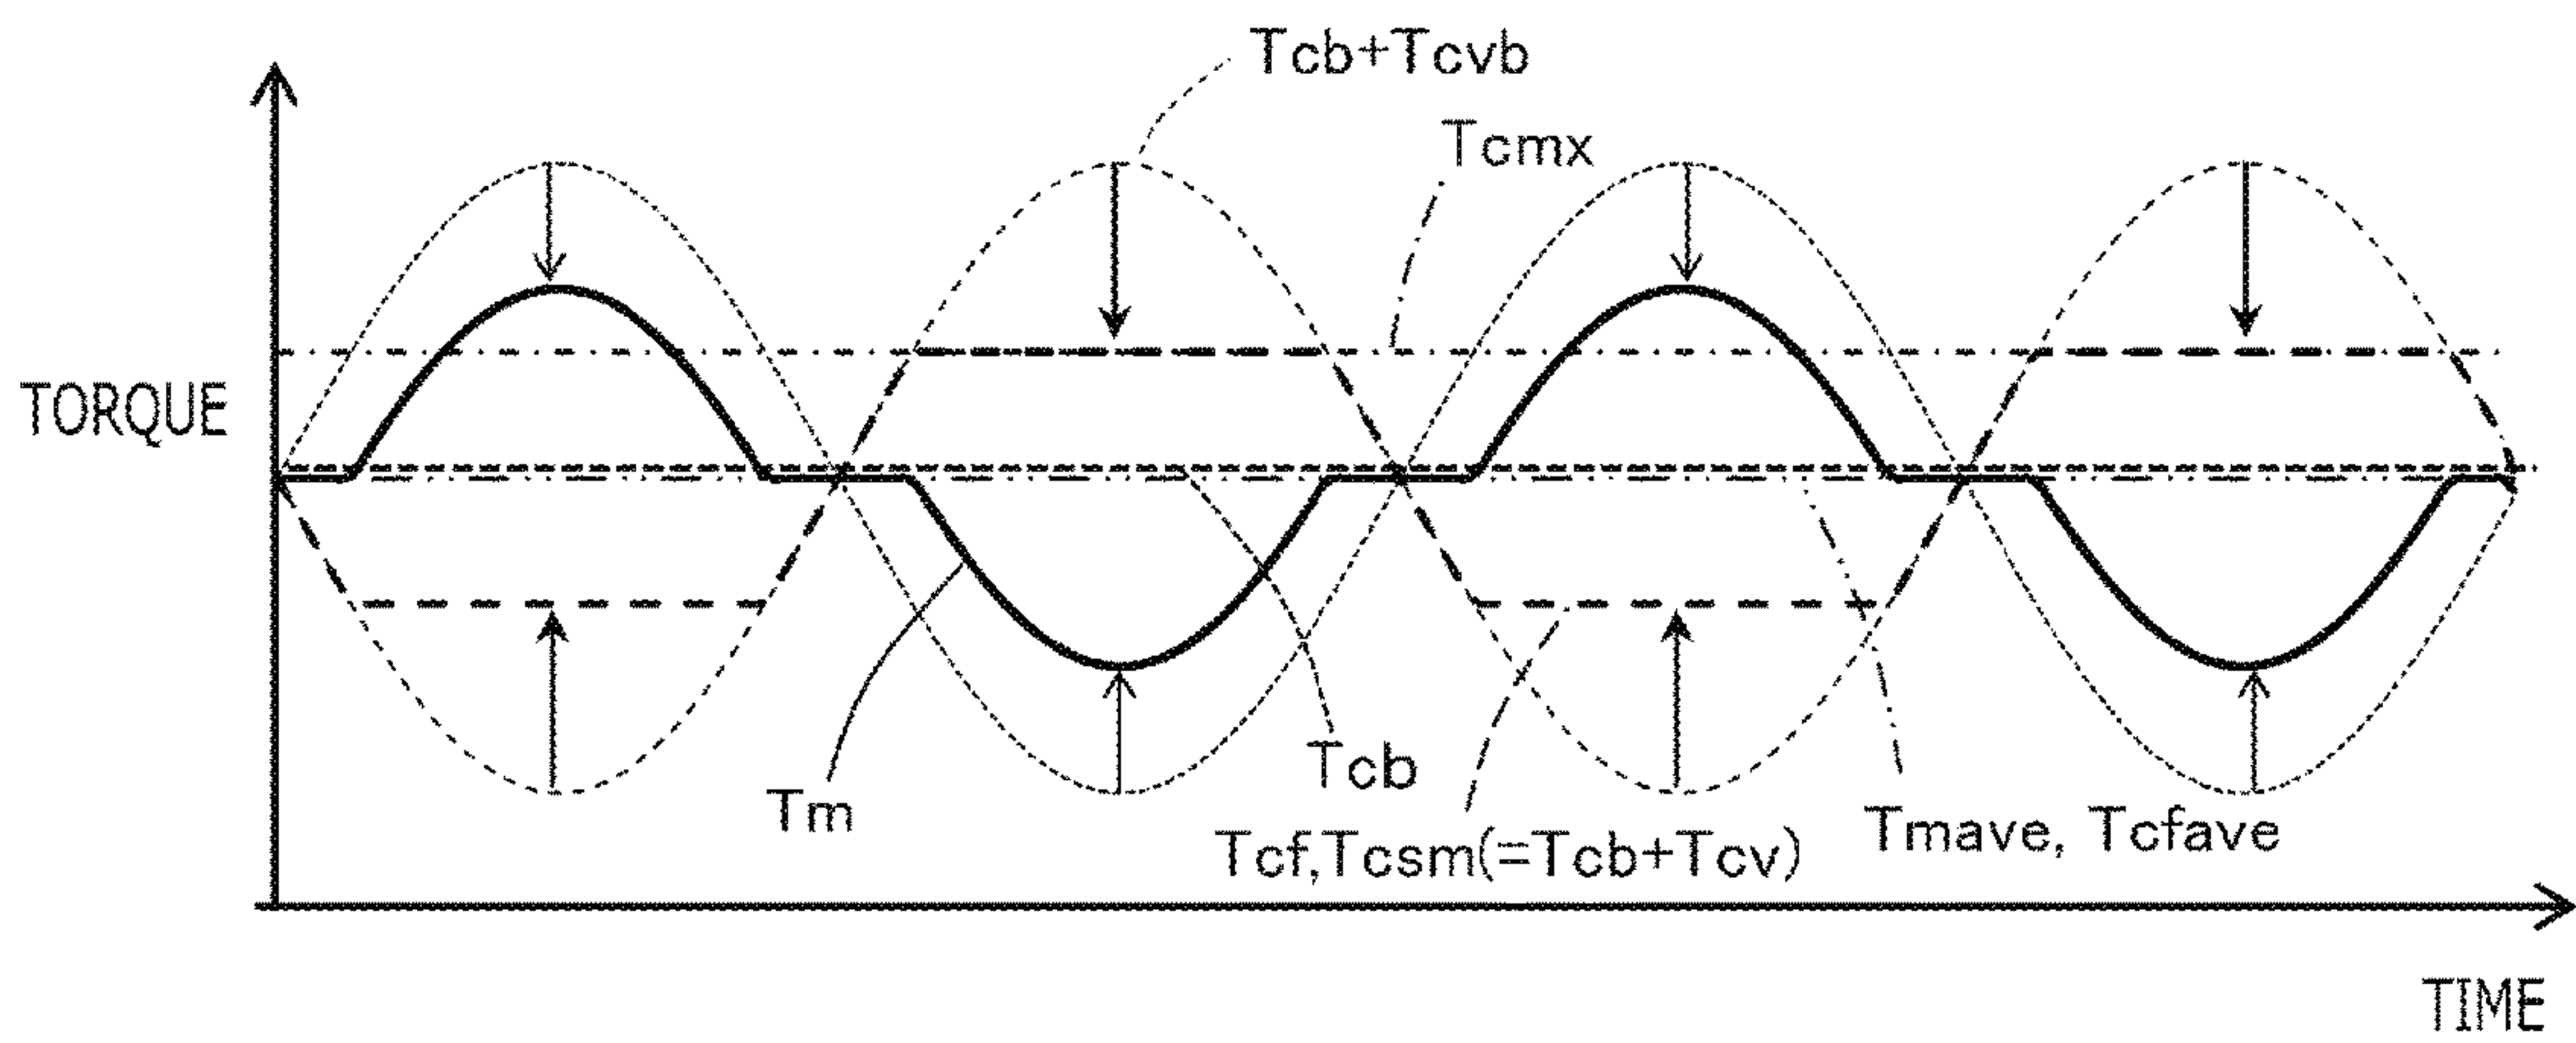 Tcb+Tcvb
Tcmx
TORQUE
Tcb
Tm
Tcf,Tcsm(=Tcb+Tcv)
Tmave, Tcfave
TIME